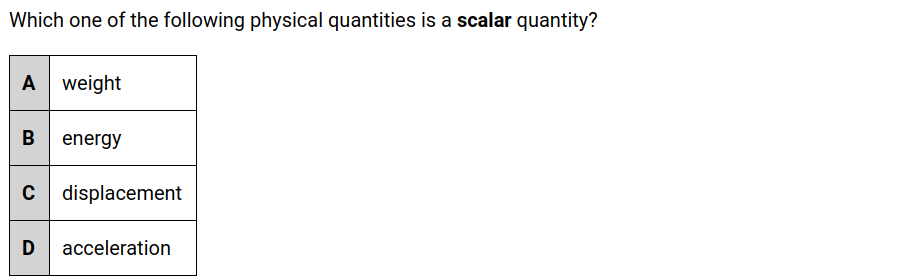 Which one of the following physical quantities is a scalar quantity?
A weight
B energy
C displacement
D acceleration